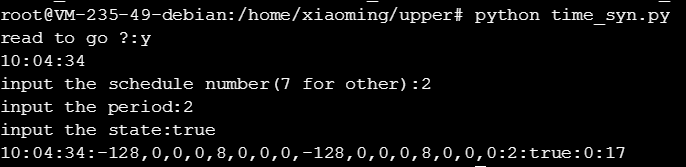 root@VM-235-49-debian:/home/xiaoming/upper# python time_syn.py
read to go ?:y
10:04:34
input the schedule number(7 for other):2
input the period:2
input the state:true
10:04:34:-128,0,0,0,8,0,0,0,-128,0,0,0,8,0,0,0:2:true:0:17